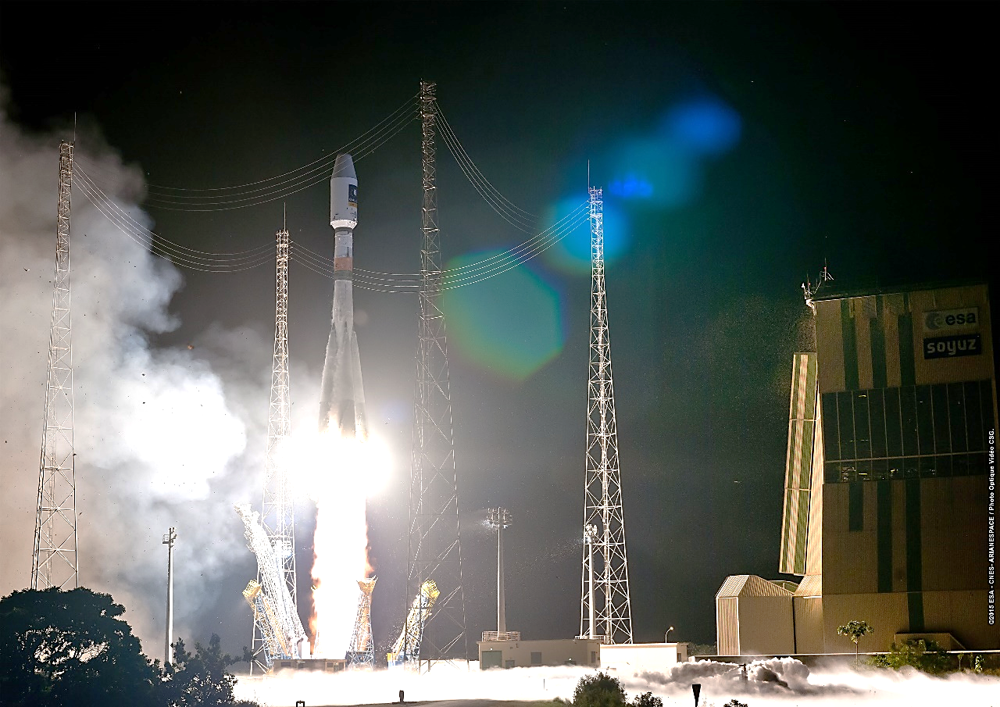 esa
soyuz
©2015 ESA - CNES- ARIANESPACE / Photo Optique Vidéo CSG.